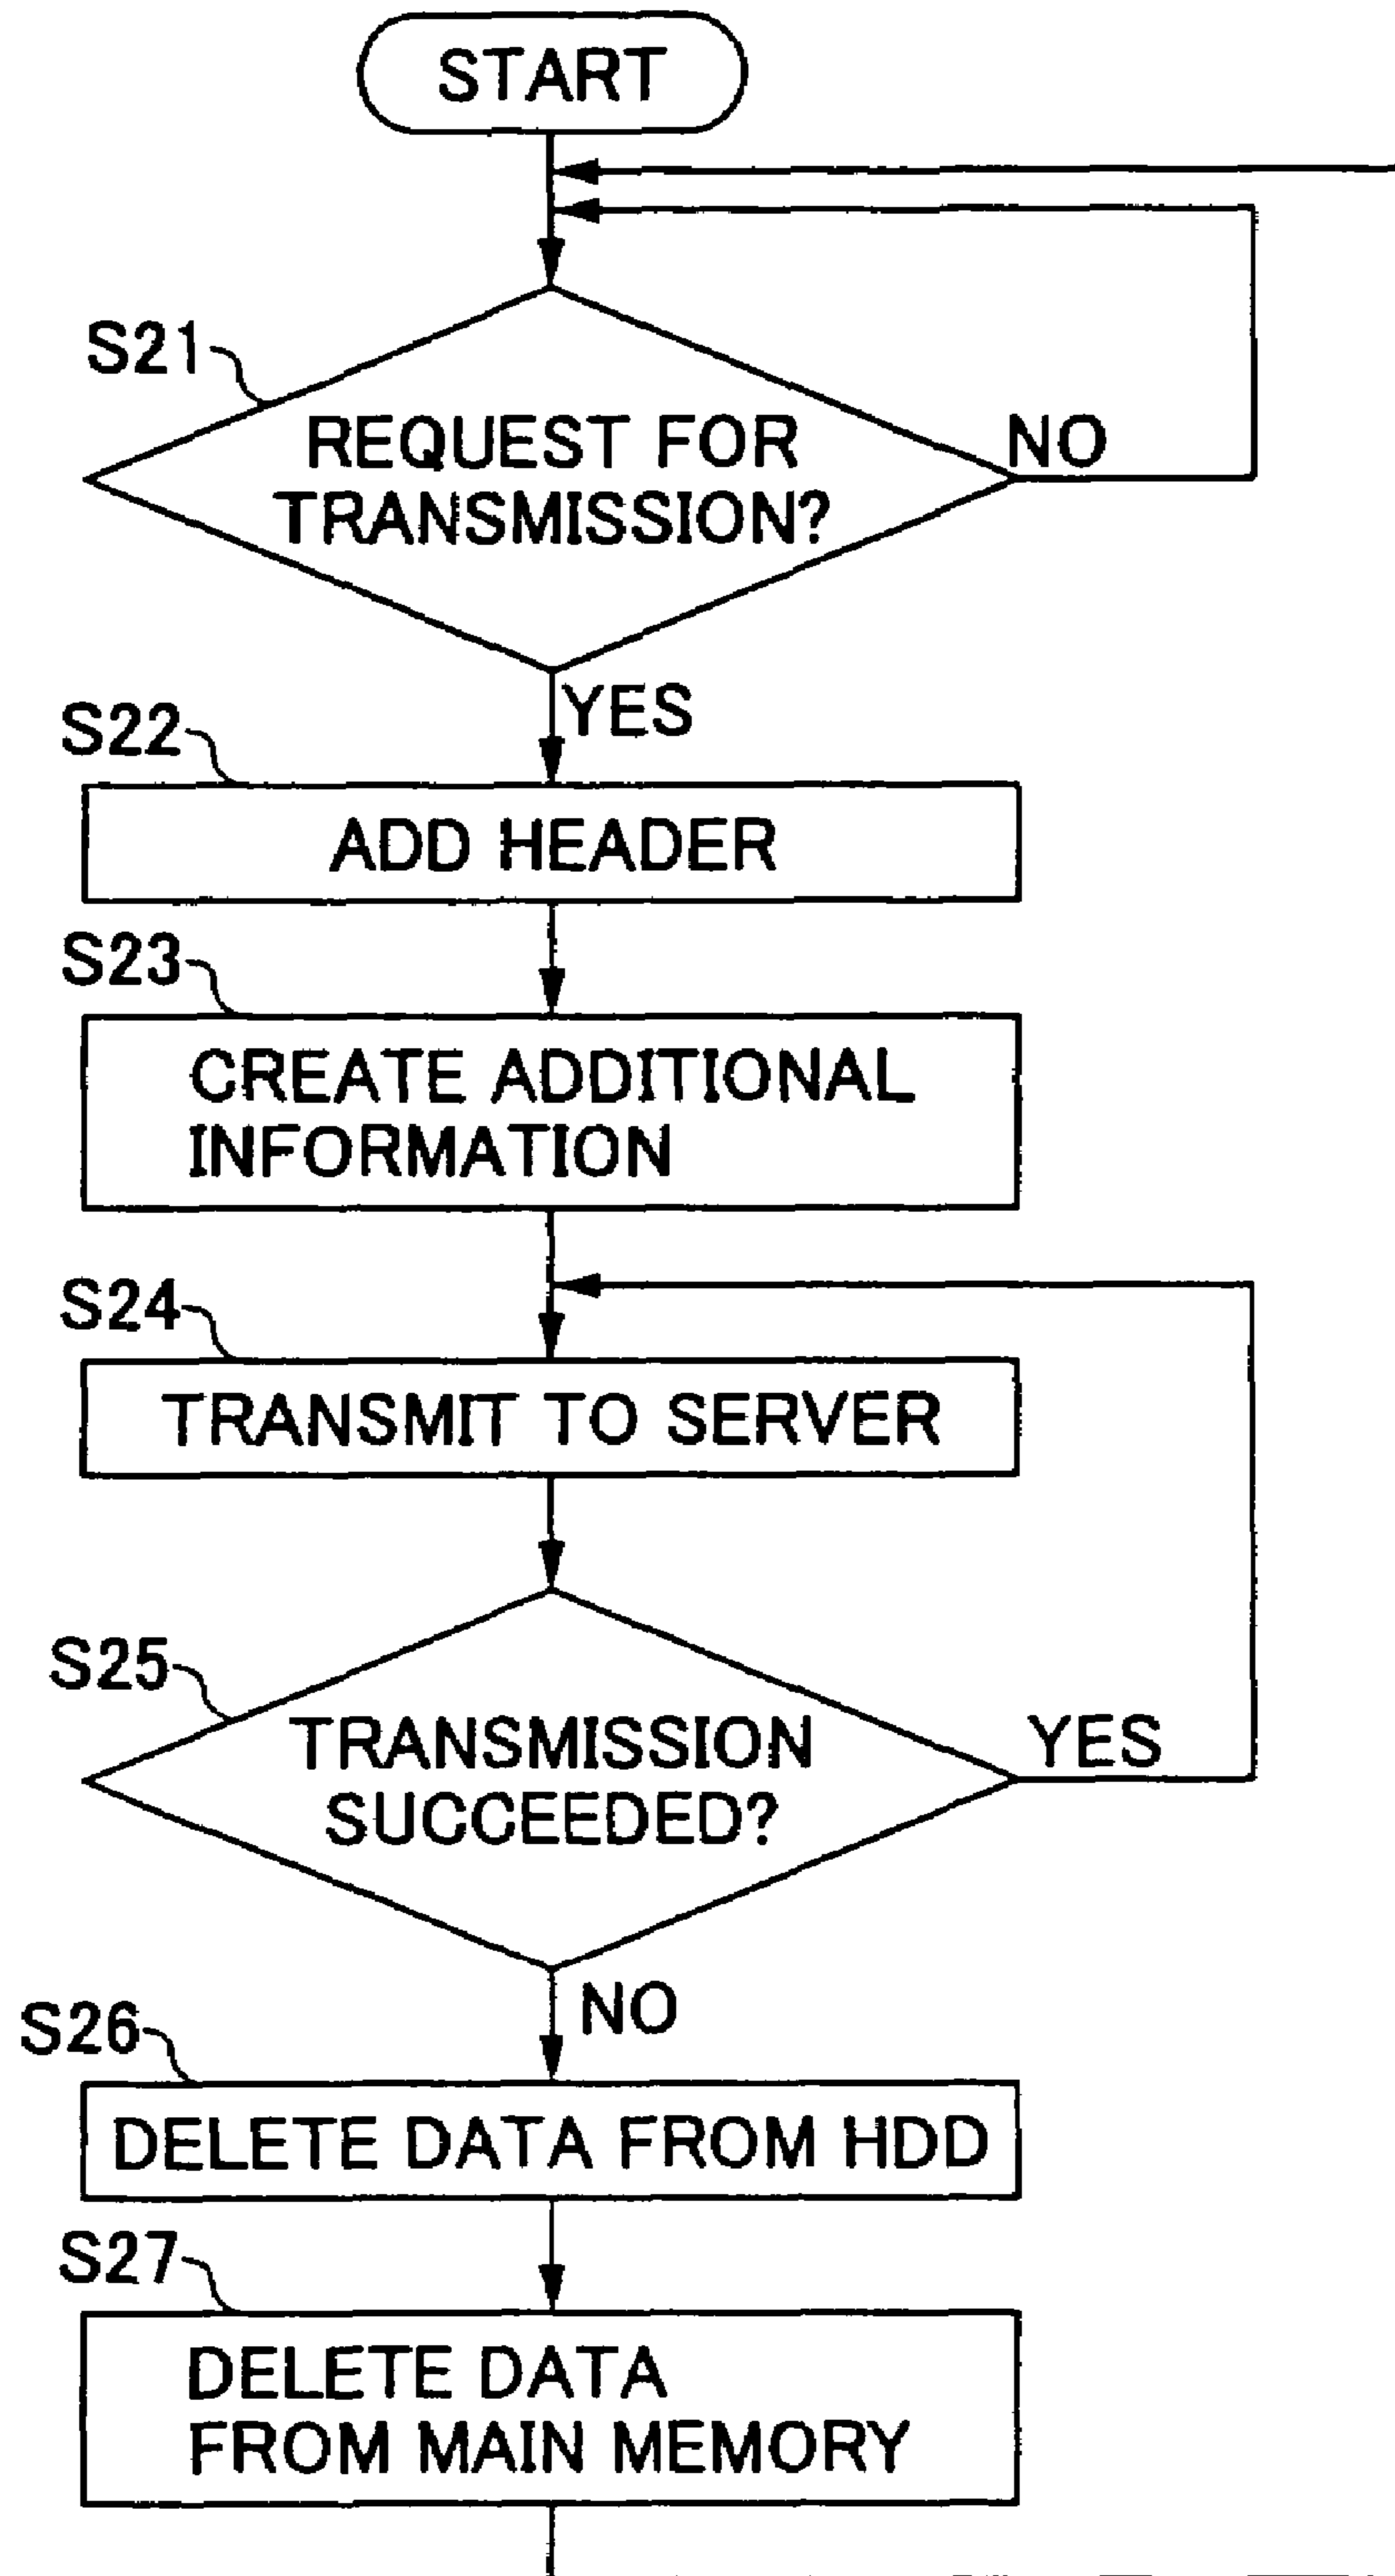 START
S21
REQUEST FOR
TRANSMISSION?
NO
YES
S22
ADD HEADER
S23
CREATE ADDITIONAL
INFORMATION
S24
TRANSMIT TO SERVER
S25
TRANSMISSION
SUCCEEDED?
YES
NO
S26
DELETE DATA FROM HDD
S27
DELETE DATA
FROM MAIN MEMORY